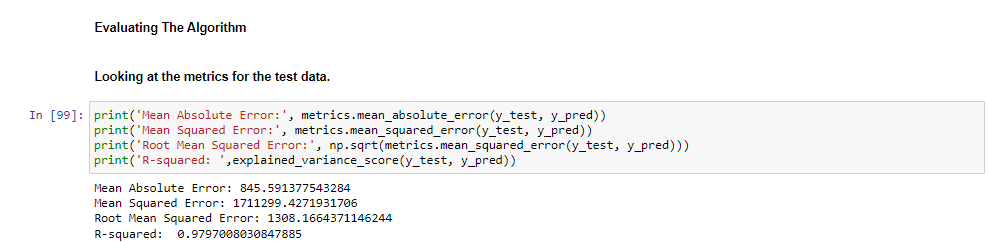 Evaluating The Algorithm
Looking at the metrics for the test data.
In [99]: print('Mean Absolute Error:', metrics.mean_absolute_error(y_test, y_pred))
print('Mean Squared Error:', metrics.mean_squared_error(y_test, y_pred))
print('Root Mean Squared Error:', np.sqrt(metrics.mean_squared_error(y_test, y_pred)))
print('R-squared: ',explained_variance_score(y_test, y_pred))
Mean Absolute Error: 845.591377543284
Mean Squared Error: 1711299.4271931706
Root Mean Squared Error: 1308.1664371146244
R-squared:  0.9797008030847885